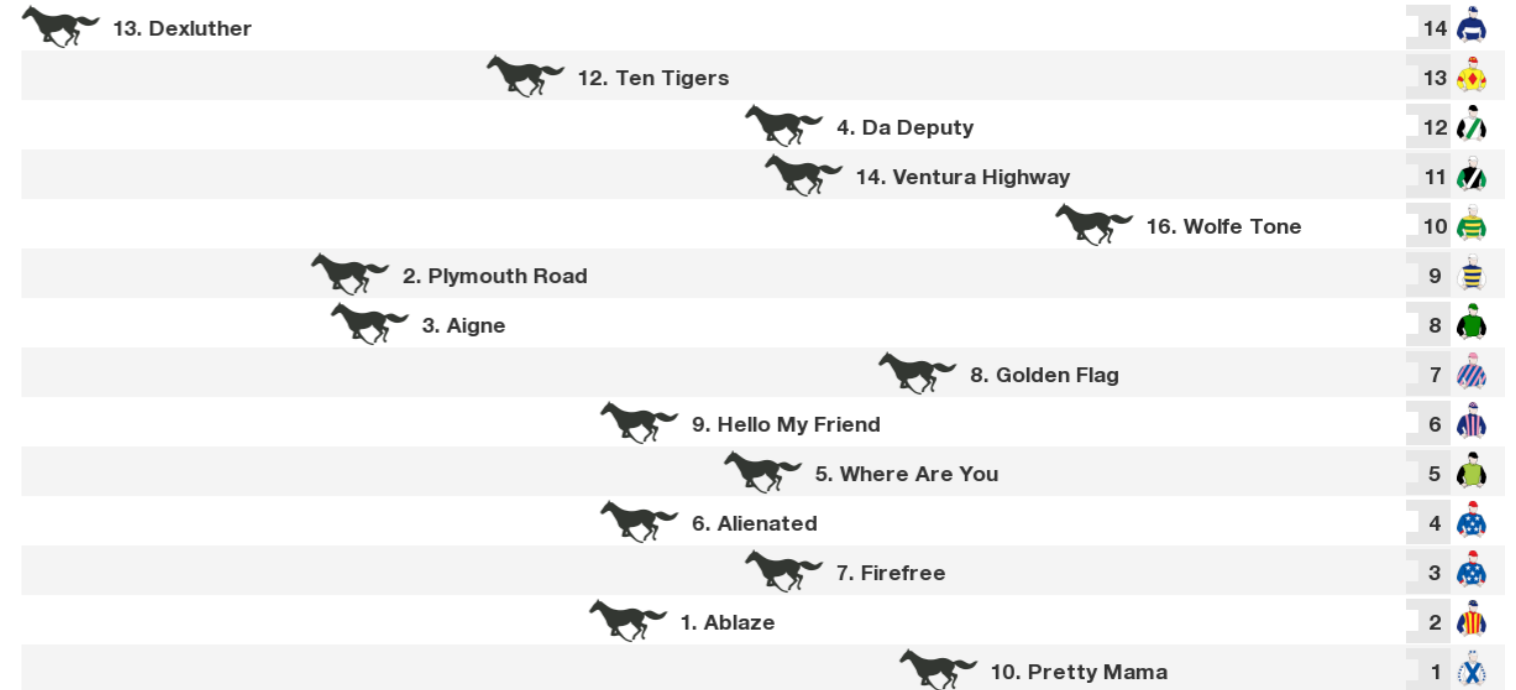 13. Dexluther 14
12. Ten Tigers 13
4. Da Deputy 12
14. Ventura Highway 11
16. Wolfe Tone 10
2. Plymouth Road 9
3. Aigne 8
8. Golden Flag 7
9. Hello My Friend 6
5. Where Are You 5
6. Alienated 4
7. Firefree 3
1. Ablaze 2
10. Pretty Mama 1